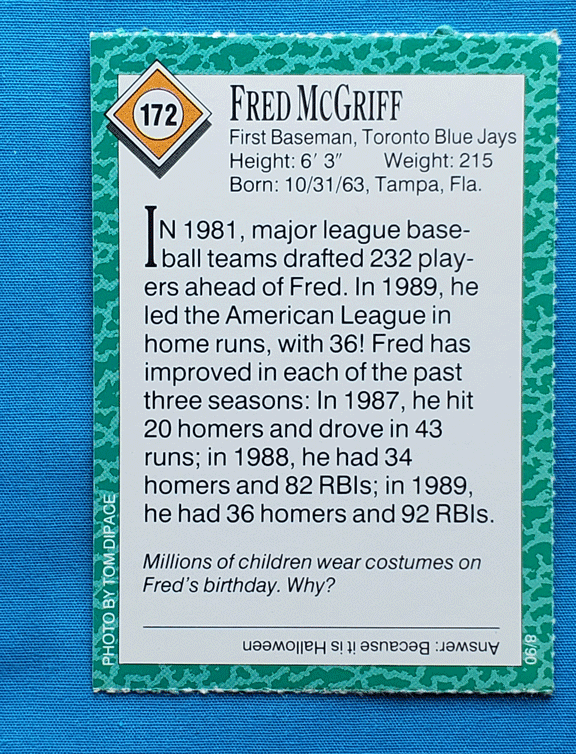 172
FRED MCGRIFF
First Baseman, Toronto Blue Jays
Height: 6' 3" Weight: 215
Born: 10/31/63, Tampa, Fla.
IN 1981, major league base-
ball teams drafted 232 play-
ers ahead of Fred. In 1989, he
led the American League in
home runs, with 36! Fred has
improved in each of the past
three seasons: In 1987, he hit
20 homers and drove in 43
runs; in 1988, he had 34
homers and 82 RBIs; in 1989,
he had 36 homers and 92 RBIs.
Millions of children wear costumes on
Fred's birthday. Why?
Answer: Because it is Halloween
PHOTO BY TOM DIPACE
8/90